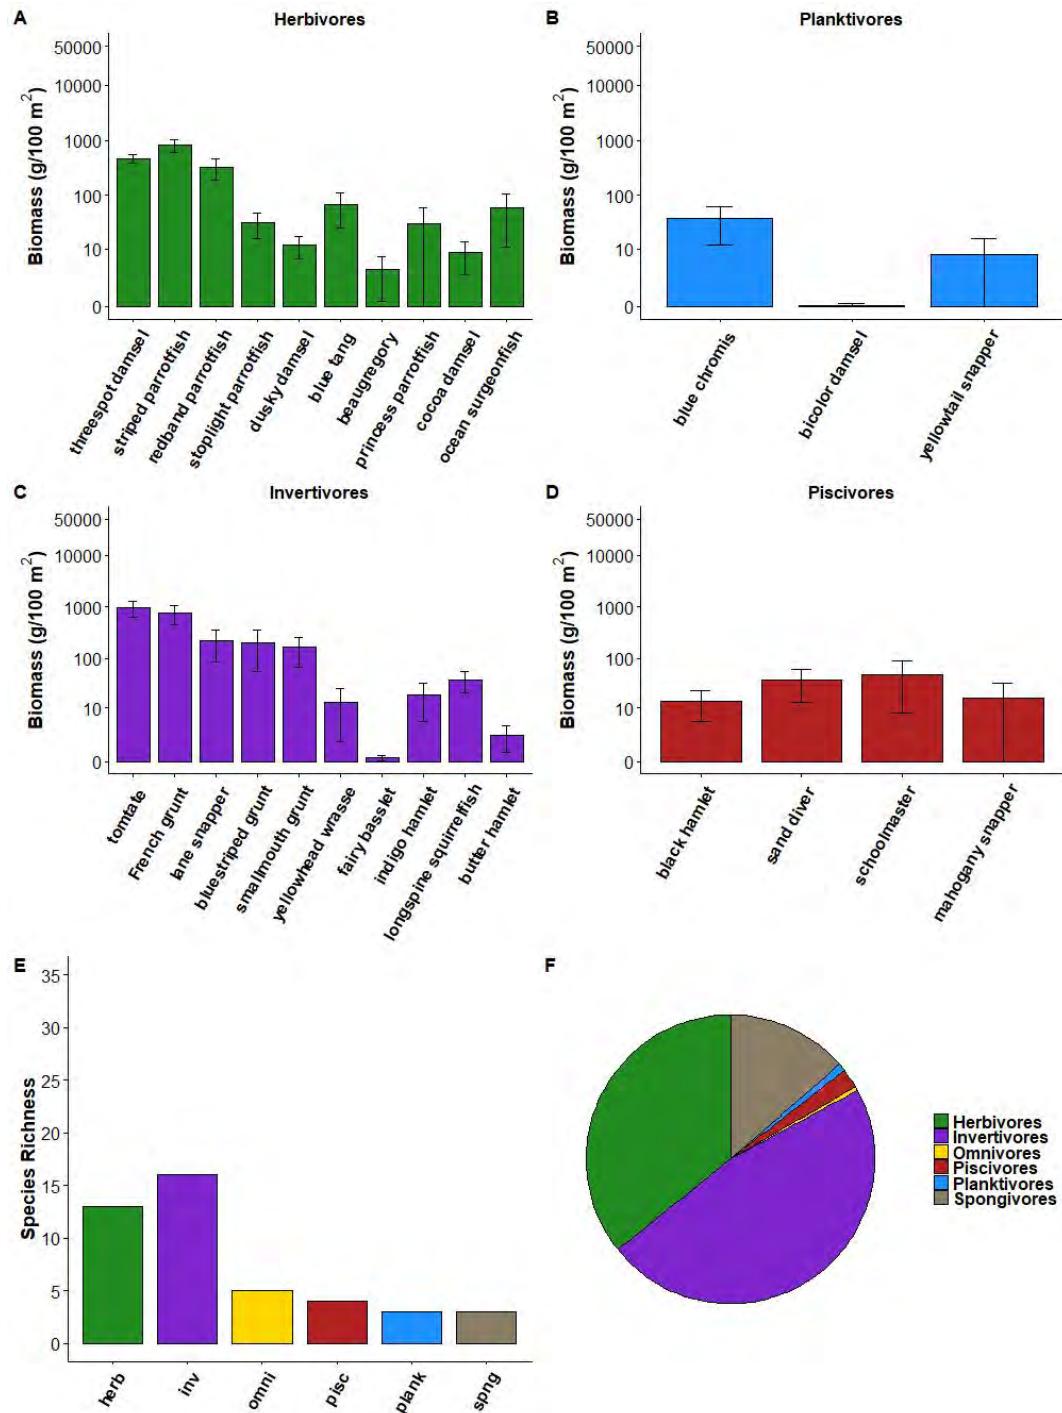 A
Herbivores
Biomass (g/100 m²)
50000
10000
1000
100
10
0
threespot damsel
striped parrotfish
redband parrotfish
stoplight parrotfish
dusky damsel
blue tang
beaugregory
princess parrotfish
cocoa damsel
ocean surgeonfish
B
Planktivores
Biomass (g/100 m²)
50000
10000
1000
100
10
0
blue chromis
bicolor damsel
yellowtail snapper
C
Invertivores
Biomass (g/100 m²)
50000
10000
1000
100
10
0
tomtate
French grunt
lane snapper
bluestriped grunt
smallmouth grunt
yellowhead wrasse
fairy basslet
indigo hamlet
longspine squirrelfish
butter hamlet
D
Piscivores
Biomass (g/100 m²)
50000
10000
1000
100
10
0
black hamlet
sand diver
schoolmaster
mahogany snapper
E
Species Richness
35
30
25
20
15
10
5
0
herb
inv
omni
pisc
plank
spng
F
Herbivores
Invertivores
Omnivores
Piscivores
Planktivores
Spongivores